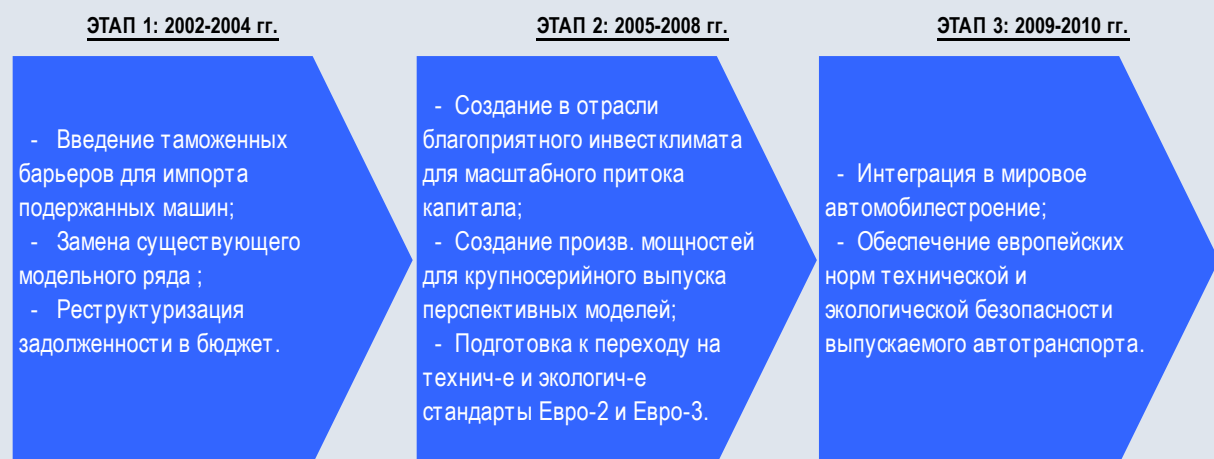 ЭТАП 1: 2002-2004 гг.
- Введение таможенных
барьеров для импорта
подержанных машин;
- Замена существующего
модельного ряда ;
- Реструктуризация
задолженности в бюджет.
ЭТАП 2: 2005-2008 гг.
- Создание в отрасли
благоприятного инвестклимата
для масштабного притока
капитала;
- Создание произв. мощностей
для крупносерийного выпуска
перспективных моделей;
- Подготовка к переходу на
технич-е и экологич-е
стандарты Евро-2 и Евро-3.
ЭТАП 3: 2009-2010 гг.
- Интеграция в мировое
автомобилестроение;
- Обеспечение европейских
норм технической и
экологической безопасности
выпускаемого автотранспорта.